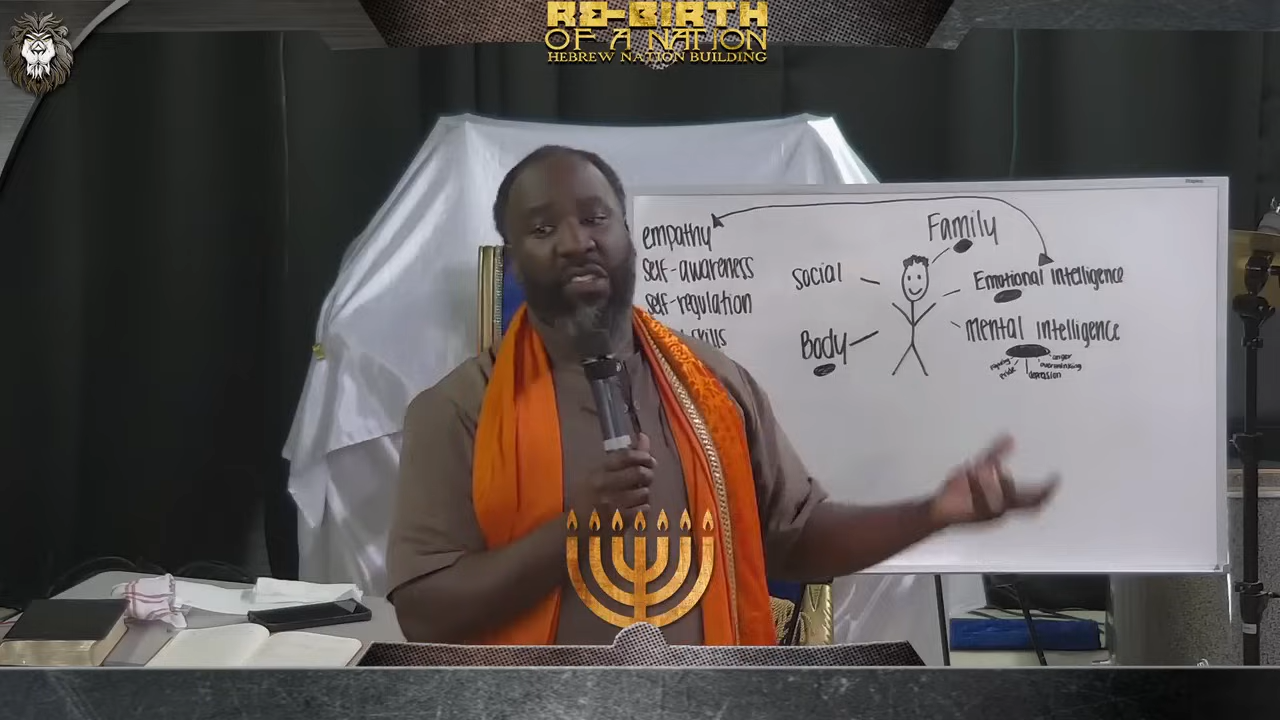 RE-BIRTH
OF A NATION
HEBREW NATION BUILDING
empathy
self-awareness
self-regulation
skills
Social
Body
Family
Emotional intelligence
mental intelligence
anger
overthinking
depression
pride